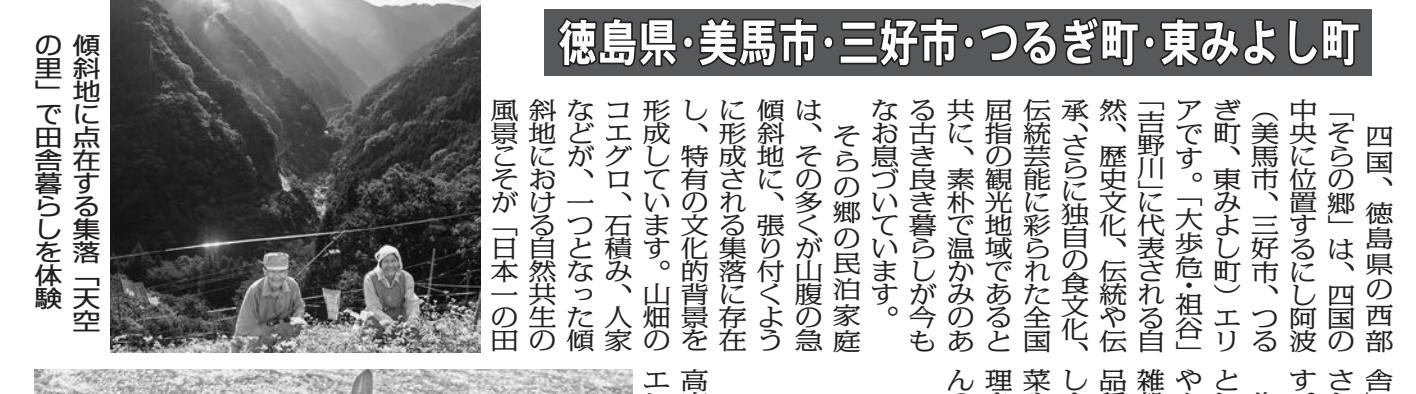 徳島県・美馬市・三好市・つるぎ町・東みよし町
四国、徳島県の西部
「そらの郷」は、四国の
中央に位置するにし阿波
（美馬市、三好市、つる
ぎ町、東みよし町）エリ
アです。「大歩危・祖谷」
「吉野川」に代表される自
然、歴史文化、伝統や伝
承、さらに独自の食文化、
伝統芸能に彩られた全国
屈指の観光地域であると
共に、素朴で温かみのあ
る古き良き暮らしが今も
なお息づいています。
そらの郷の民泊家庭
は、その多くが山腹の急
傾斜地に、張り付くよう
に形成される集落に存在
し、特有の文化的背景を
形成しています。山畑の
コエグロ、石積み、人家
などが、一つとなった傾
斜地における自然共生の
風景こそが「日本一の田
傾斜地に点在する集落「天空
の里」で田舎暮らしを体験